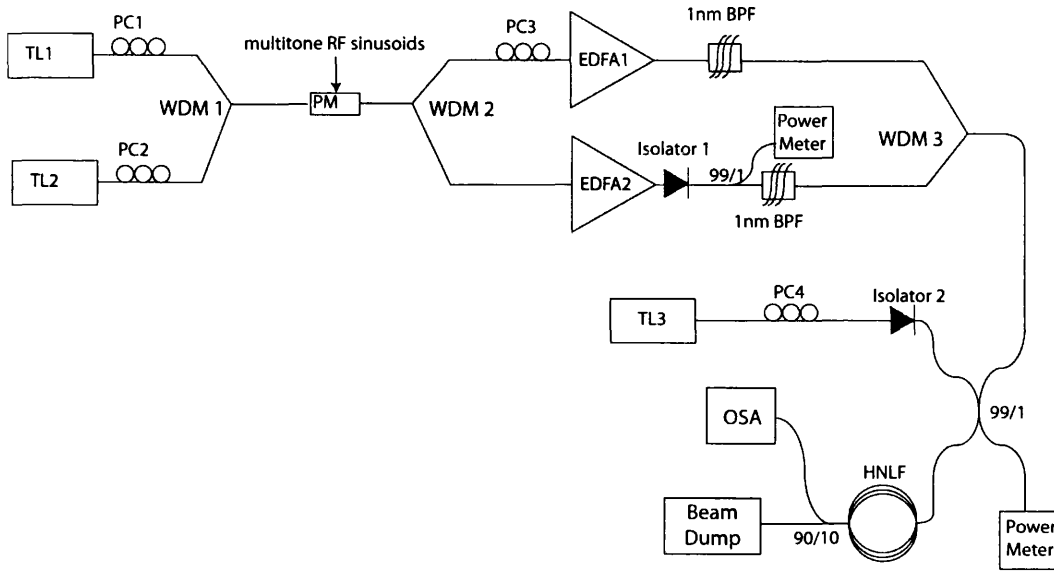 PC1
TL1
multitone RF sinusoids
PC3
EDFA1
1nm BPF
WDM 1
PM
WDM 2
PC2
TL2
EDFA2
Isolator 1
99/1
Power
Meter
1nm BPF
WDM 3
TL3
PC4
Isolator 2
99/1
OSA
HNLF
Beam
Dump
90/10
Power
Meter